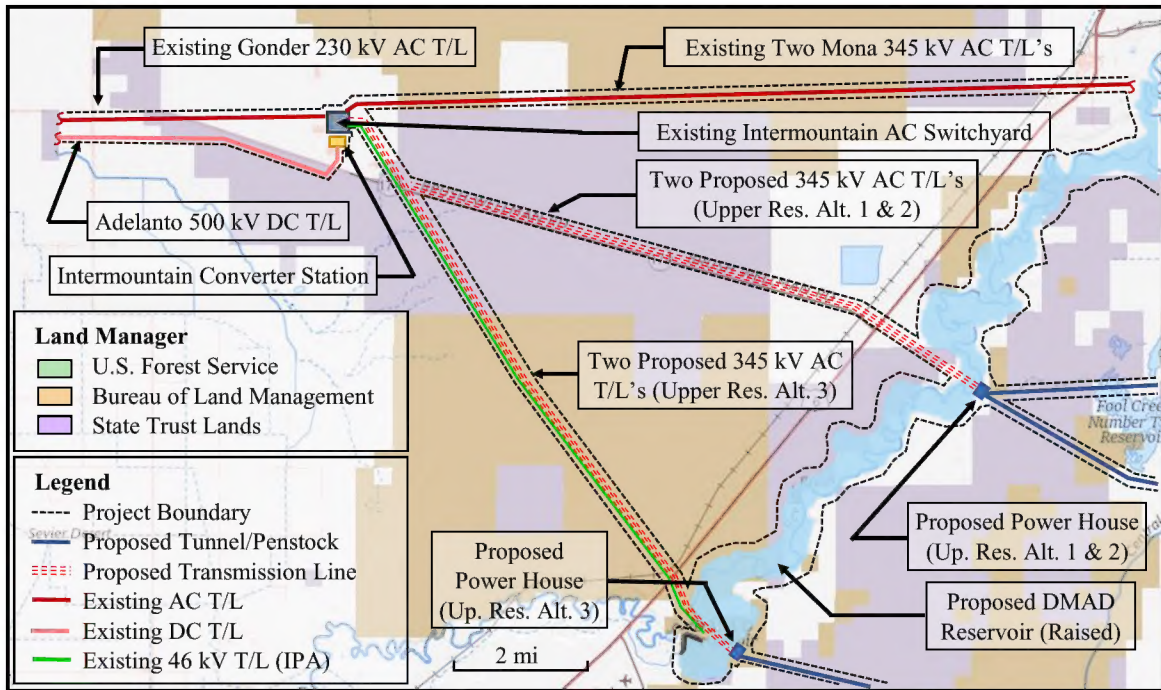 Existing Gonder 230 kV AC T/L
Existing Two Mona 345 kV AC T/L's
Existing Intermountain AC Switchyard
Two Proposed 345 kV AC T/L's
(Upper Res. Alt. 1 & 2)
Adelanto 500 kV DC T/L
Intermountain Converter Station
Land Manager
U.S. Forest Service
Bureau of Land Management
State Trust Lands
Two Proposed 345 kV AC
T/L's (Upper Res. Alt. 3)
Fool Cree
Number T
Reservoi
Legend
Project Boundary
Proposed Tunnel/Penstock
Proposed Transmission Line
Existing AC T/L
Existing DC T/L
Existing 46 kV T/L (IPA)
Sevier Desert
Proposed
Power House
(Up. Res. Alt. 3)
Proposed Power House
(Up. Res. Alt. 1 & 2)
Central
Proposed DMAD
Reservoir (Raised)
2 mi